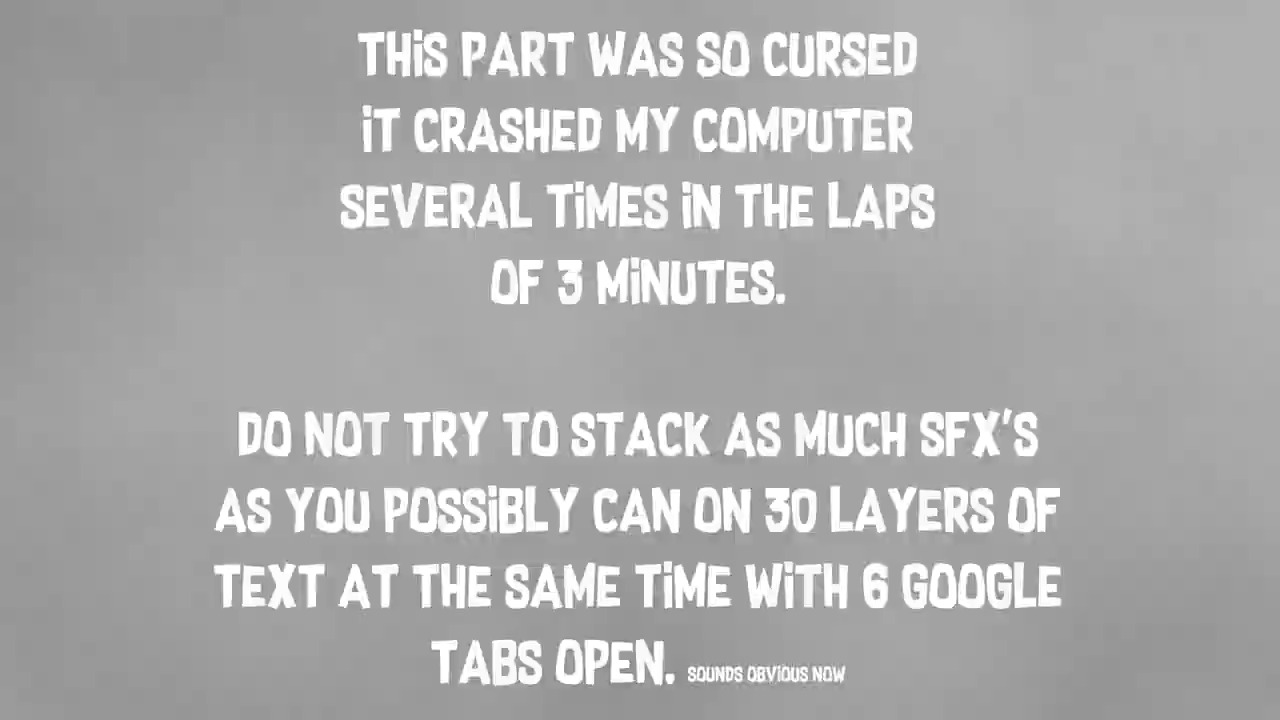 THiS PART WAS SO CURSED
iT CRASHED MY COMPUTER
SEVERAL TiMES iN THE LAPS
OF 3 MiNUTES.
DO NOT TRY TO STACK AS MUCH SFX'S
AS YOU POSSiBLY CAN ON 30 LAYERS OF
TEXT AT THE SAME TiME WiTH 6 GOOGLE
TABS OPEN. SOUNDS OBViOUS NOW